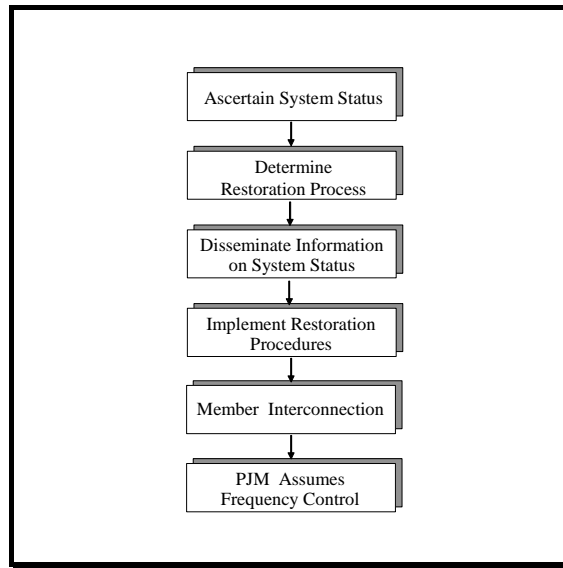 Ascertain System Status
Determine
Restoration Process
Disseminate Information
on System Status
Implement Restoration
Procedures
Member Interconnection
PJM Assumes
Frequency Control